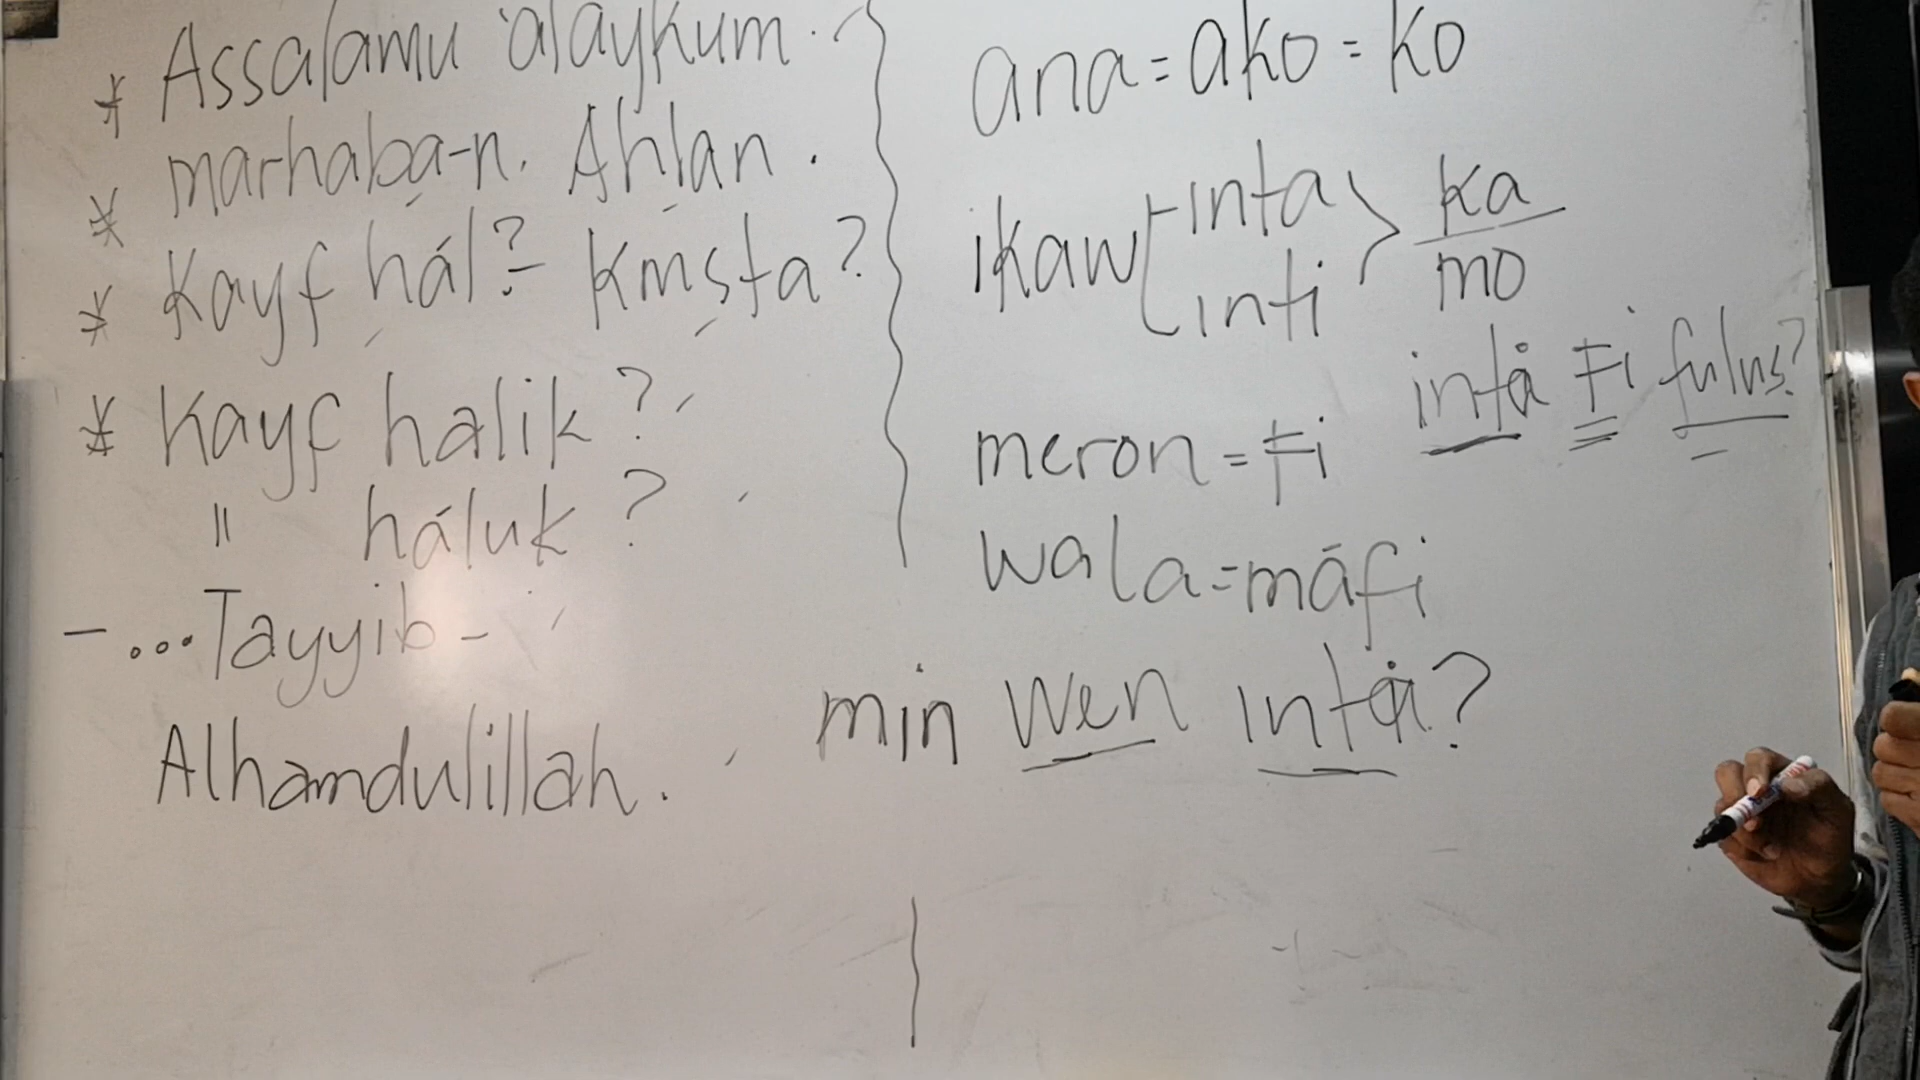 * Assalamu 'alaykum.
* marhaba-n. Ahlan.
* Kayf hál? - Kmsta?
* Kayf halik?
" háluk?
- ...Tayyib -
Alhamdulillah.
ana = ako = ko
ikaw inta ka
inti mo
inta Fi fulus?
meron = Fi
wala = māfi
min wen inta?